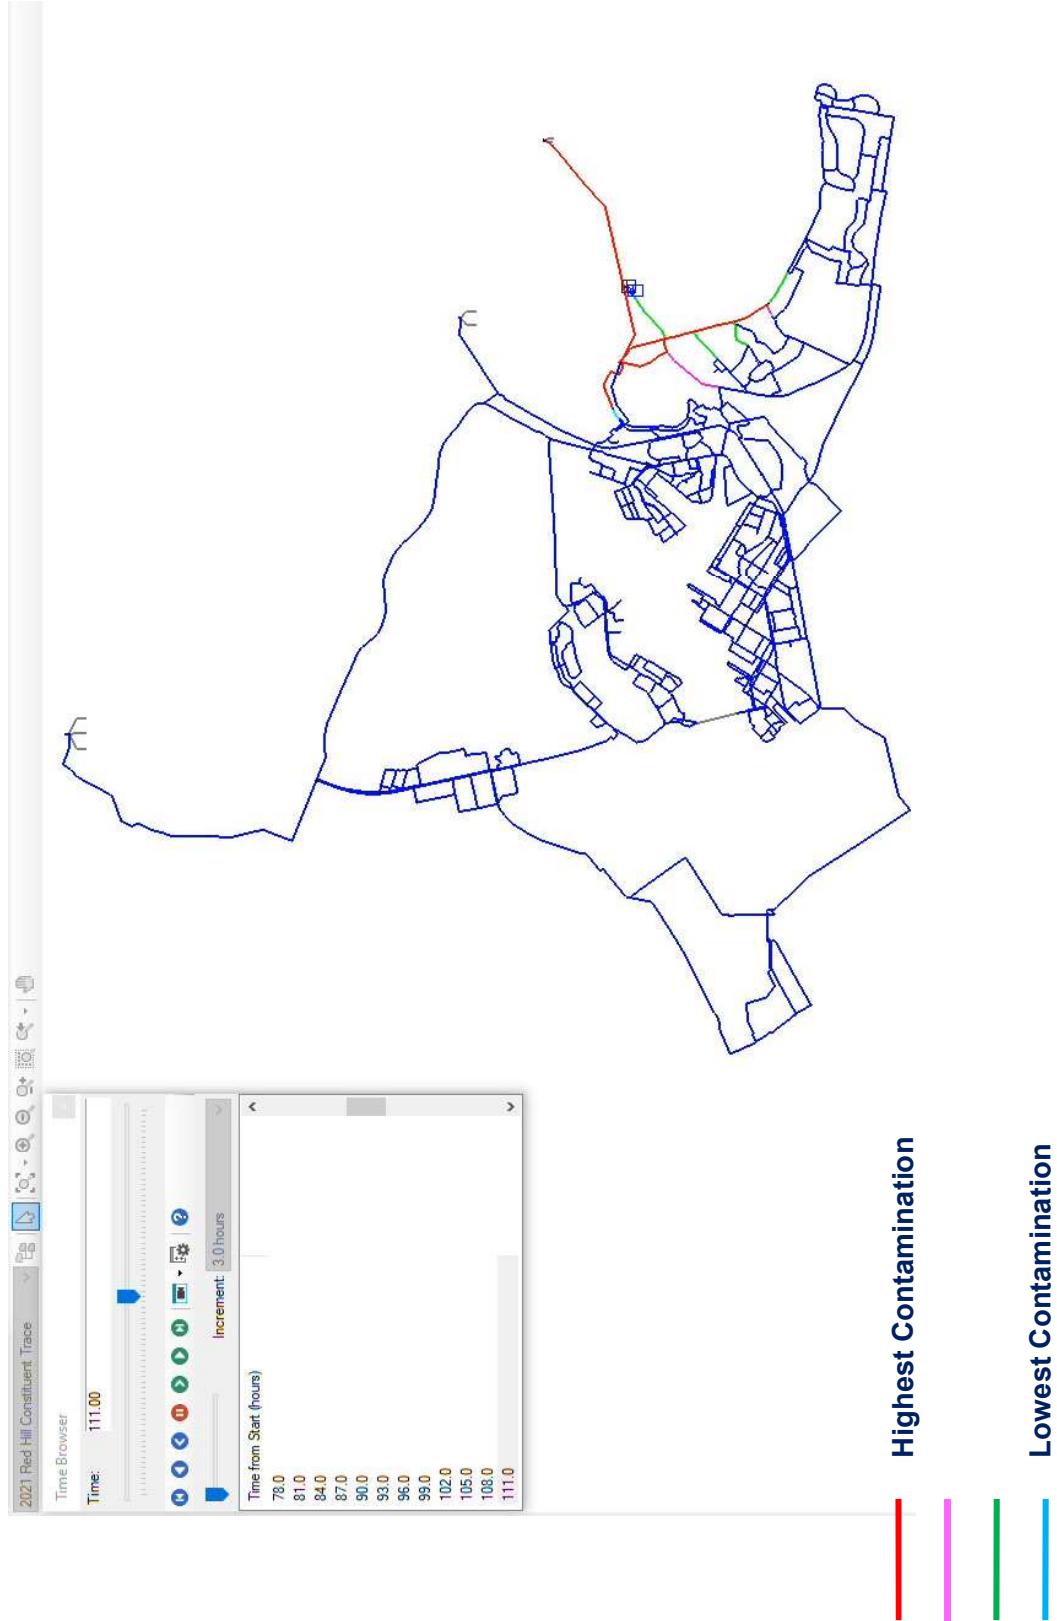 2021 Red Hill Constituent Trace
Time Browser
Time: 111.00
Increment: 3.0 hours
Time from Start (hours)
78.0
81.0
84.0
87.0
90.0
93.0
96.0
99.0
102.0
105.0
108.0
111.0
Highest Contamination
Lowest Contamination